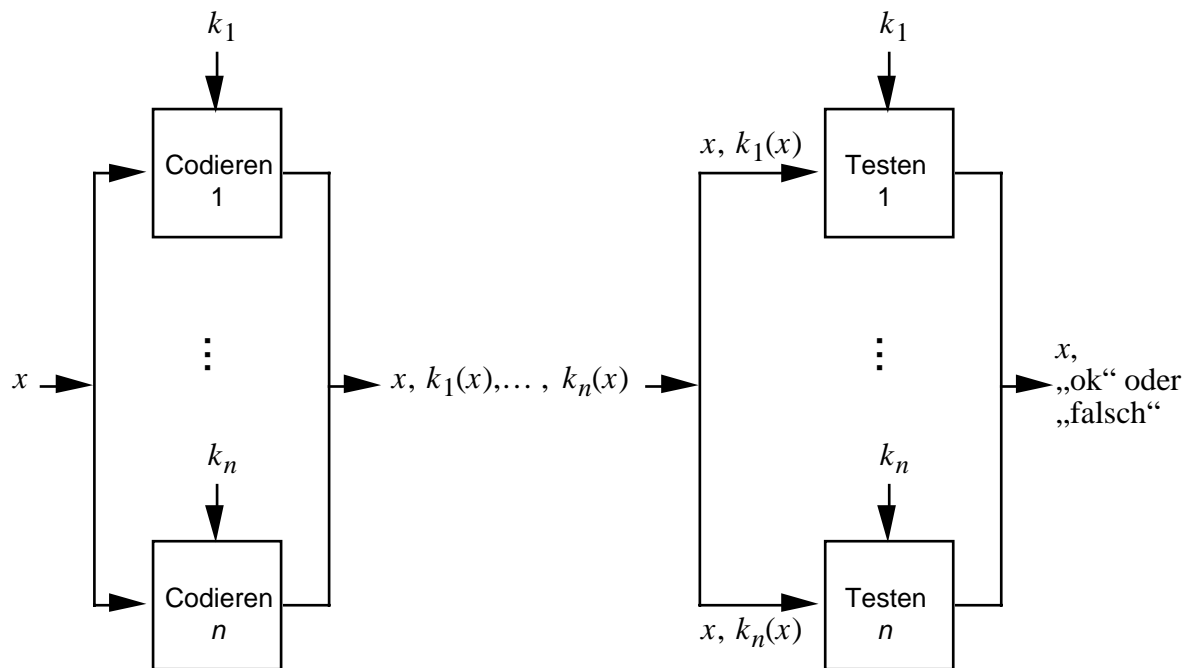 k1
k1
Codieren
1
x, k1(x)
Testen
1
⋮
⋮
x
x, k1(x),… , kn(x)
x,
„ok“ oder
„falsch“
kn
kn
Codieren
n
Testen
n
x, kn(x)